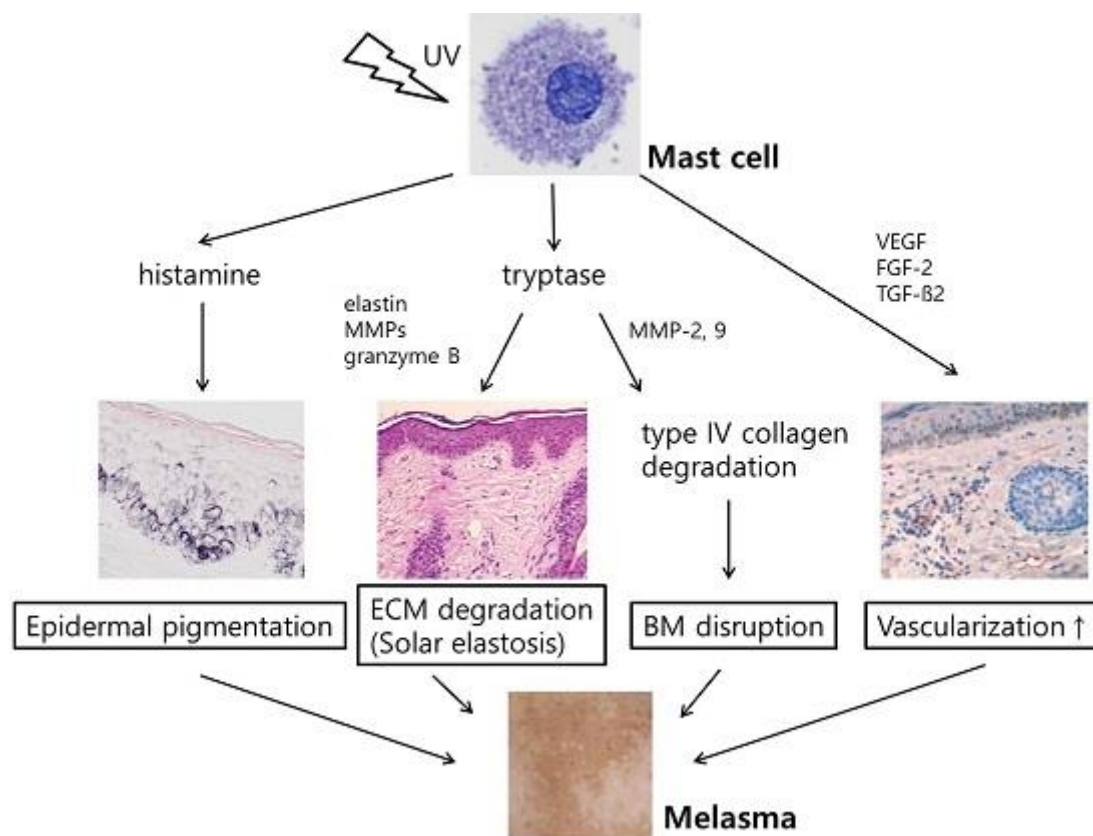 UV
Mast cell
histamine
tryptase
VEGF
FGF-2
TGF-ß2
elastin
MMPs
granzyme B
MMP-2, 9
type IV collagen
degradation
Epidermal pigmentation
ECM degradation
(Solar elastosis)
BM disruption
Vascularization ↑
Melasma